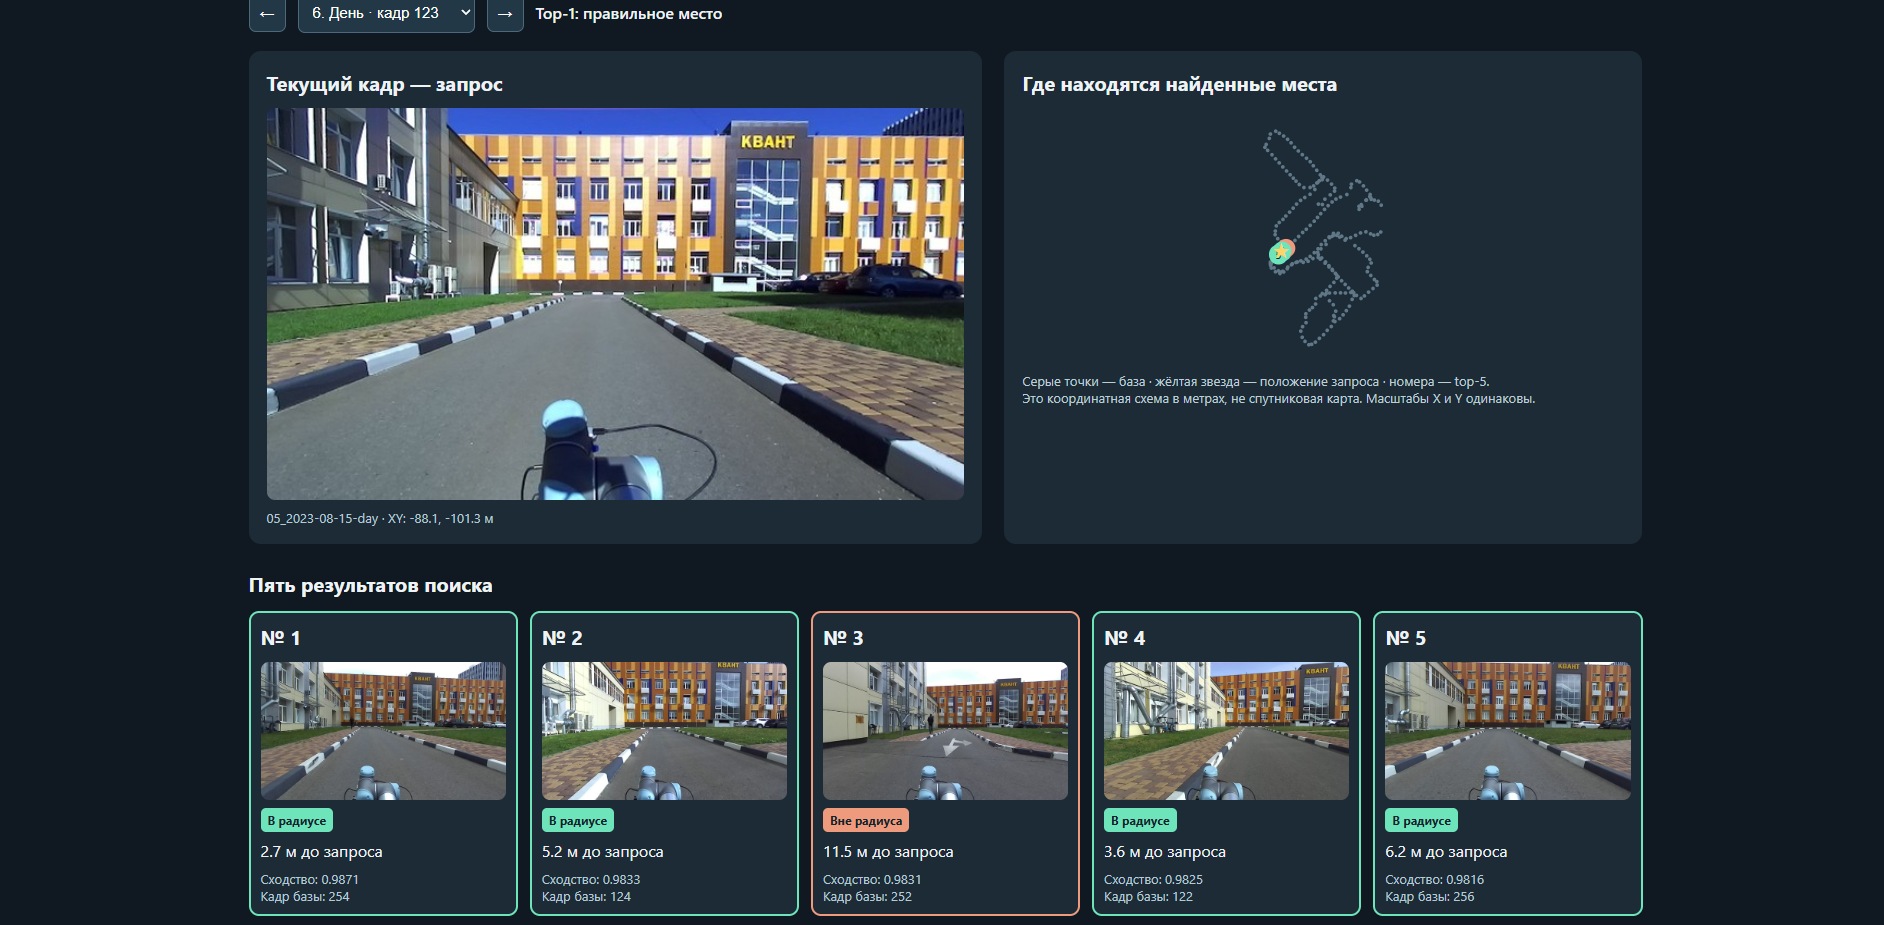 ←
6. День · кадр 123
→
Top-1: правильное место
Текущий кадр — запрос
КВАНТ
05_2023-08-15-day · XY: -88.1, -101.3 м
Где находятся найденные места
Серые точки — база · жёлтая звезда — положение запроса · номера — top-5.
Это координатная схема в метрах, не спутниковая карта. Масштабы X и Y одинаковы.
Пять результатов поиска
№ 1
КВАНТ
В радиусе
2.7 м до запроса
Сходство: 0.9871
Кадр базы: 254
№ 2
КВАНТ
В радиусе
5.2 м до запроса
Сходство: 0.9833
Кадр базы: 124
№ 3
КВАНТ
Вне радиуса
11.5 м до запроса
Сходство: 0.9831
Кадр базы: 252
№ 4
КВАНТ
В радиусе
3.6 м до запроса
Сходство: 0.9825
Кадр базы: 122
№ 5
КВАНТ
В радиусе
6.2 м до запроса
Сходство: 0.9816
Кадр базы: 256